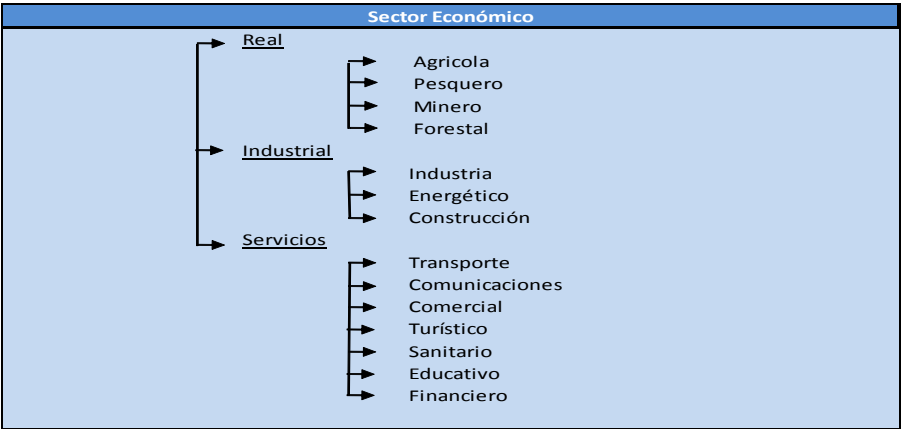 Sector Económico
Real
Agricola
Pesquero
Minero
Forestal
Industrial
Industria
Energético
Construcción
Servicios
Transporte
Comunicaciones
Comercial
Turístico
Sanitario
Educativo
Financiero